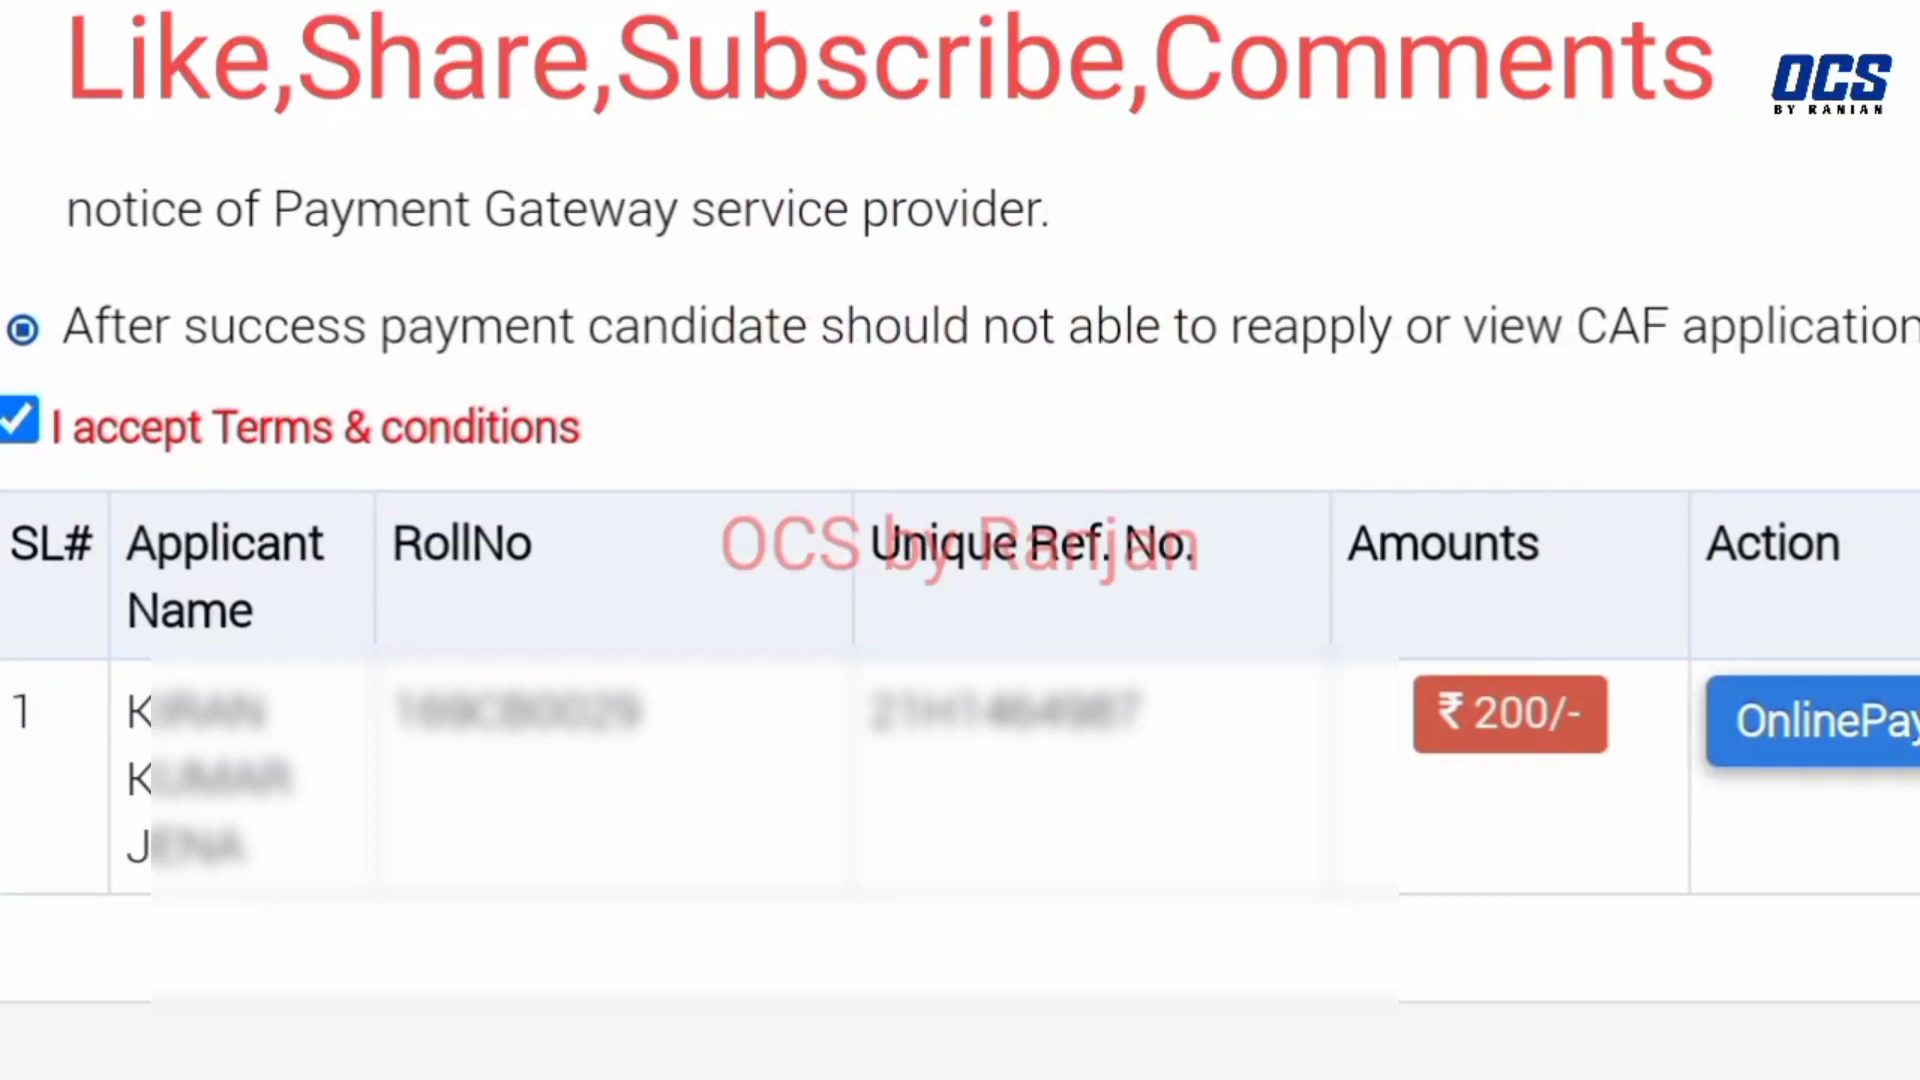 Like,Share,Subscribe,Comments
OCS
BY RANJAN
notice of Payment Gateway service provider.
After success payment candidate should not able to reapply or view CAF application
I accept Terms & conditions
SL# Applicant Name RollNo Unique Ref. No. Amounts Action
OCS by Ranjan
1 ₹ 200/- OnlinePay